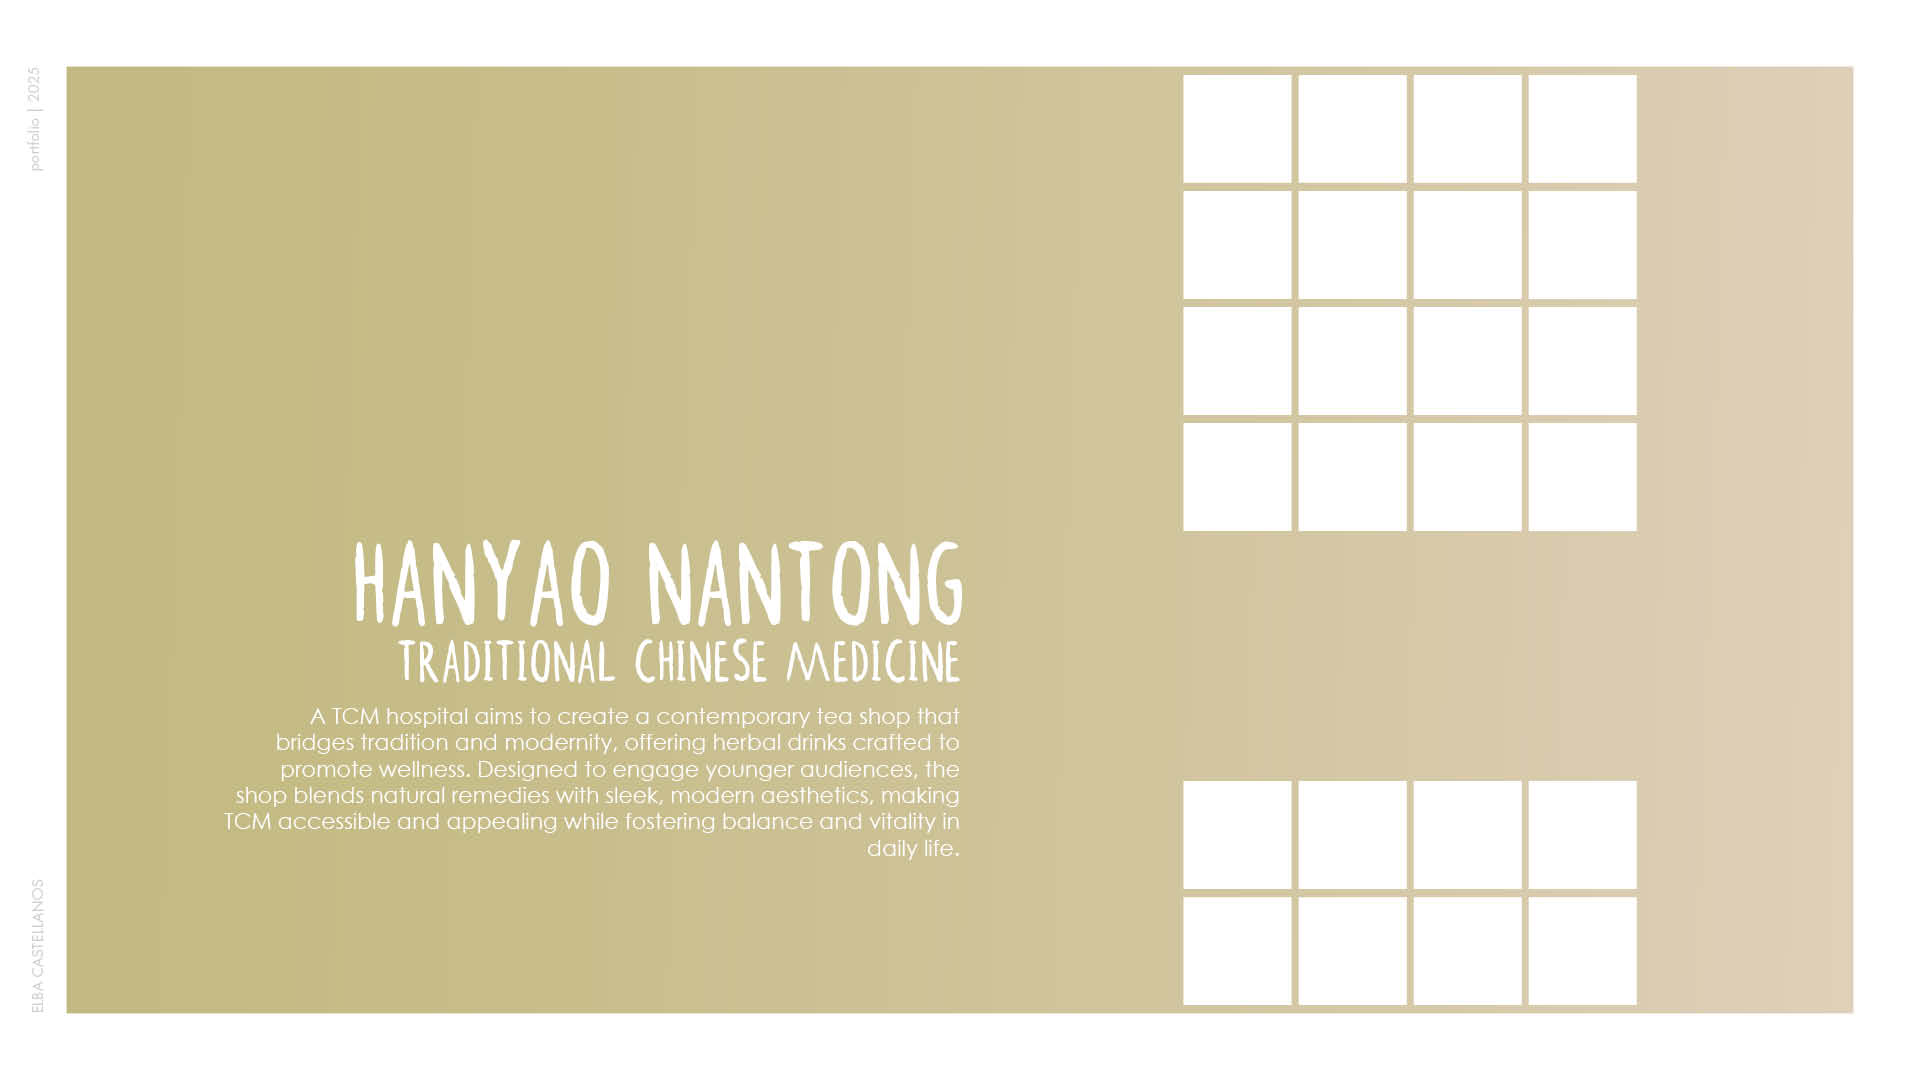 portfolio | 2025
HANYAO NANTONG
TRADITIONAL CHINESE MEDICINE
A TCM hospital aims to create a contemporary tea shop that
bridges tradition and modernity, offering herbal drinks crafted to
promote wellness. Designed to engage younger audiences, the
shop blends natural remedies with sleek, modern aesthetics, making
TCM accessible and appealing while fostering balance and vitality in
daily life.
ELBA CASTELLANOS